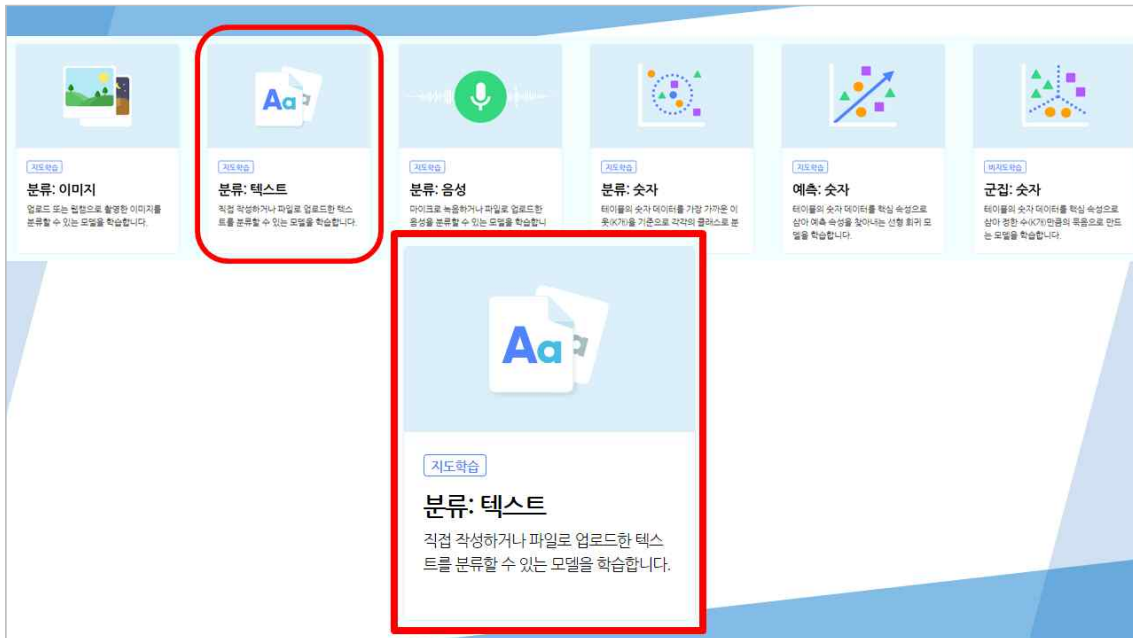 지도학습
분류: 이미지
업로드 또는 웹캠으로 촬영한 이미지를
분류할 수 있는 모델을 학습합니다.
Aa a
지도학습
분류: 텍스트
직접 작성하거나 파일로 업로드한 텍스
트를 분류할 수 있는 모델을 학습합니다.
지도학습
분류: 음성
마이크로 녹음하거나 파일로 업로드한
음성을 분류할 수 있는 모델을 학습합니
지도학습
분류: 숫자
테이블의 숫자 데이터를 가장 가까운 이
웃(K개)을 기준으로 각각의 클래스로 분
지도학습
예측: 숫자
테이블의 숫자 데이터를 핵심 속성으로
삼아 예측 속성을 찾아내는 선형 회귀 모
델을 학습합니다.
비지도학습
군집: 숫자
테이블의 숫자 데이터를 핵심 속성으로
삼아 정한 수(K개)만큼의 묶음으로 만드
는 모델을 학습합니다.
Aa a
지도학습
분류: 텍스트
직접 작성하거나 파일로 업로드한 텍스
트를 분류할 수 있는 모델을 학습합니다.